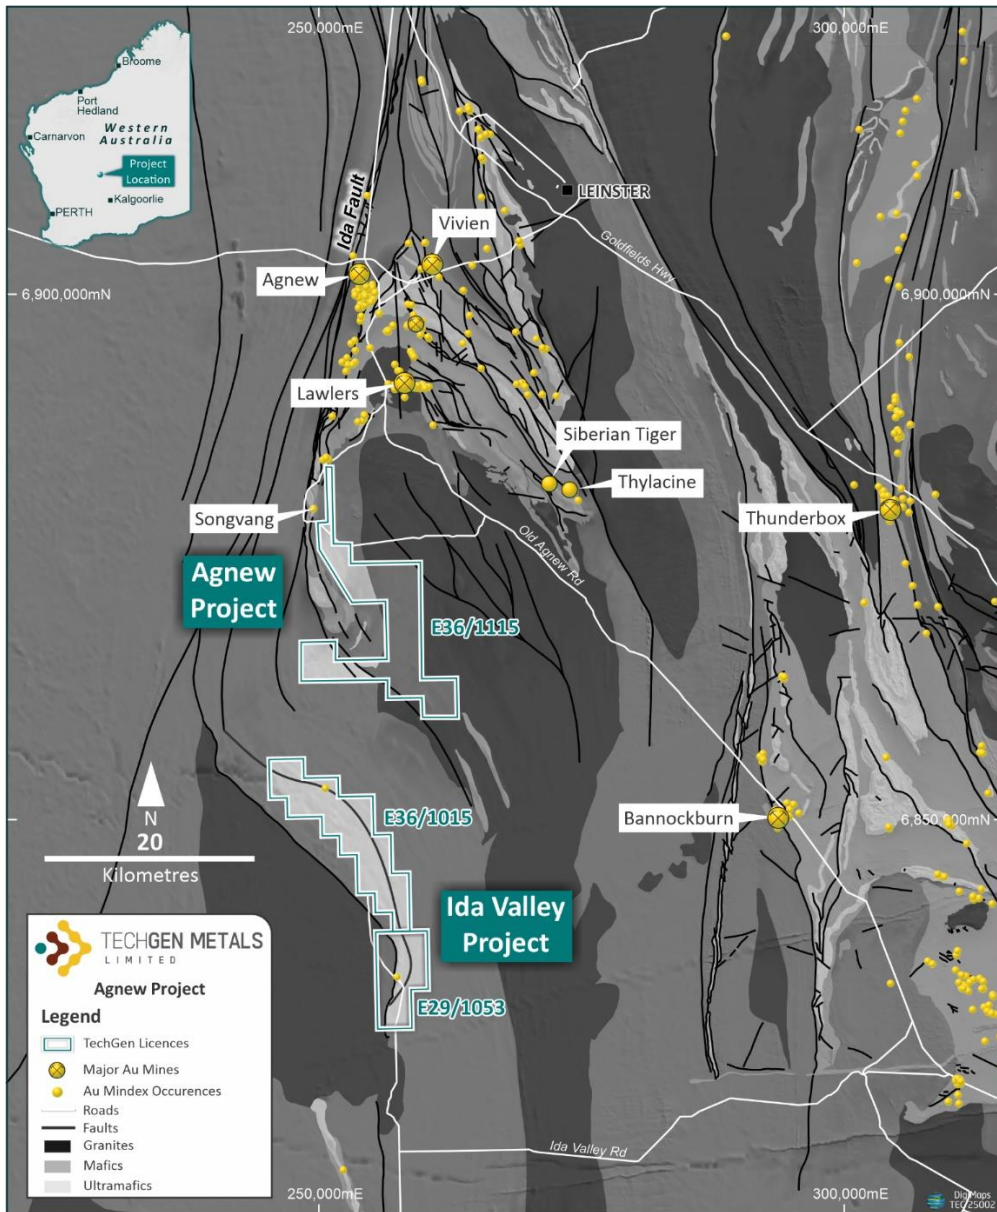 250,000mE
300,000mE
Broome
Port
Hedland
Western
Australia
Carnarvon
Project
Location
Kalgoorlie
PERTH
Ida Fault
LEINSTER
Vivien
Goldfields Hwy
Agnew
6,900,000mN
6,900,000mN
Lawlers
Siberian Tiger
Thylacine
Songvang
Thunderbox
Old Agnew Rd
Agnew
Project
E36/1115
N
20
Kilometres
E36/1015
Bannockburn
6,850,000mN
Ida Valley
Project
E29/1053
TECHGEN METALS
LIMITED
Agnew Project
Legend
TechGen Licences
Major Au Mines
Au Mindex Occurences
Roads
Faults
Granites
Mafics
Ultramafics
Ida Valley Rd
250,000mE
300,000mE
DigiMaps
TEC25002